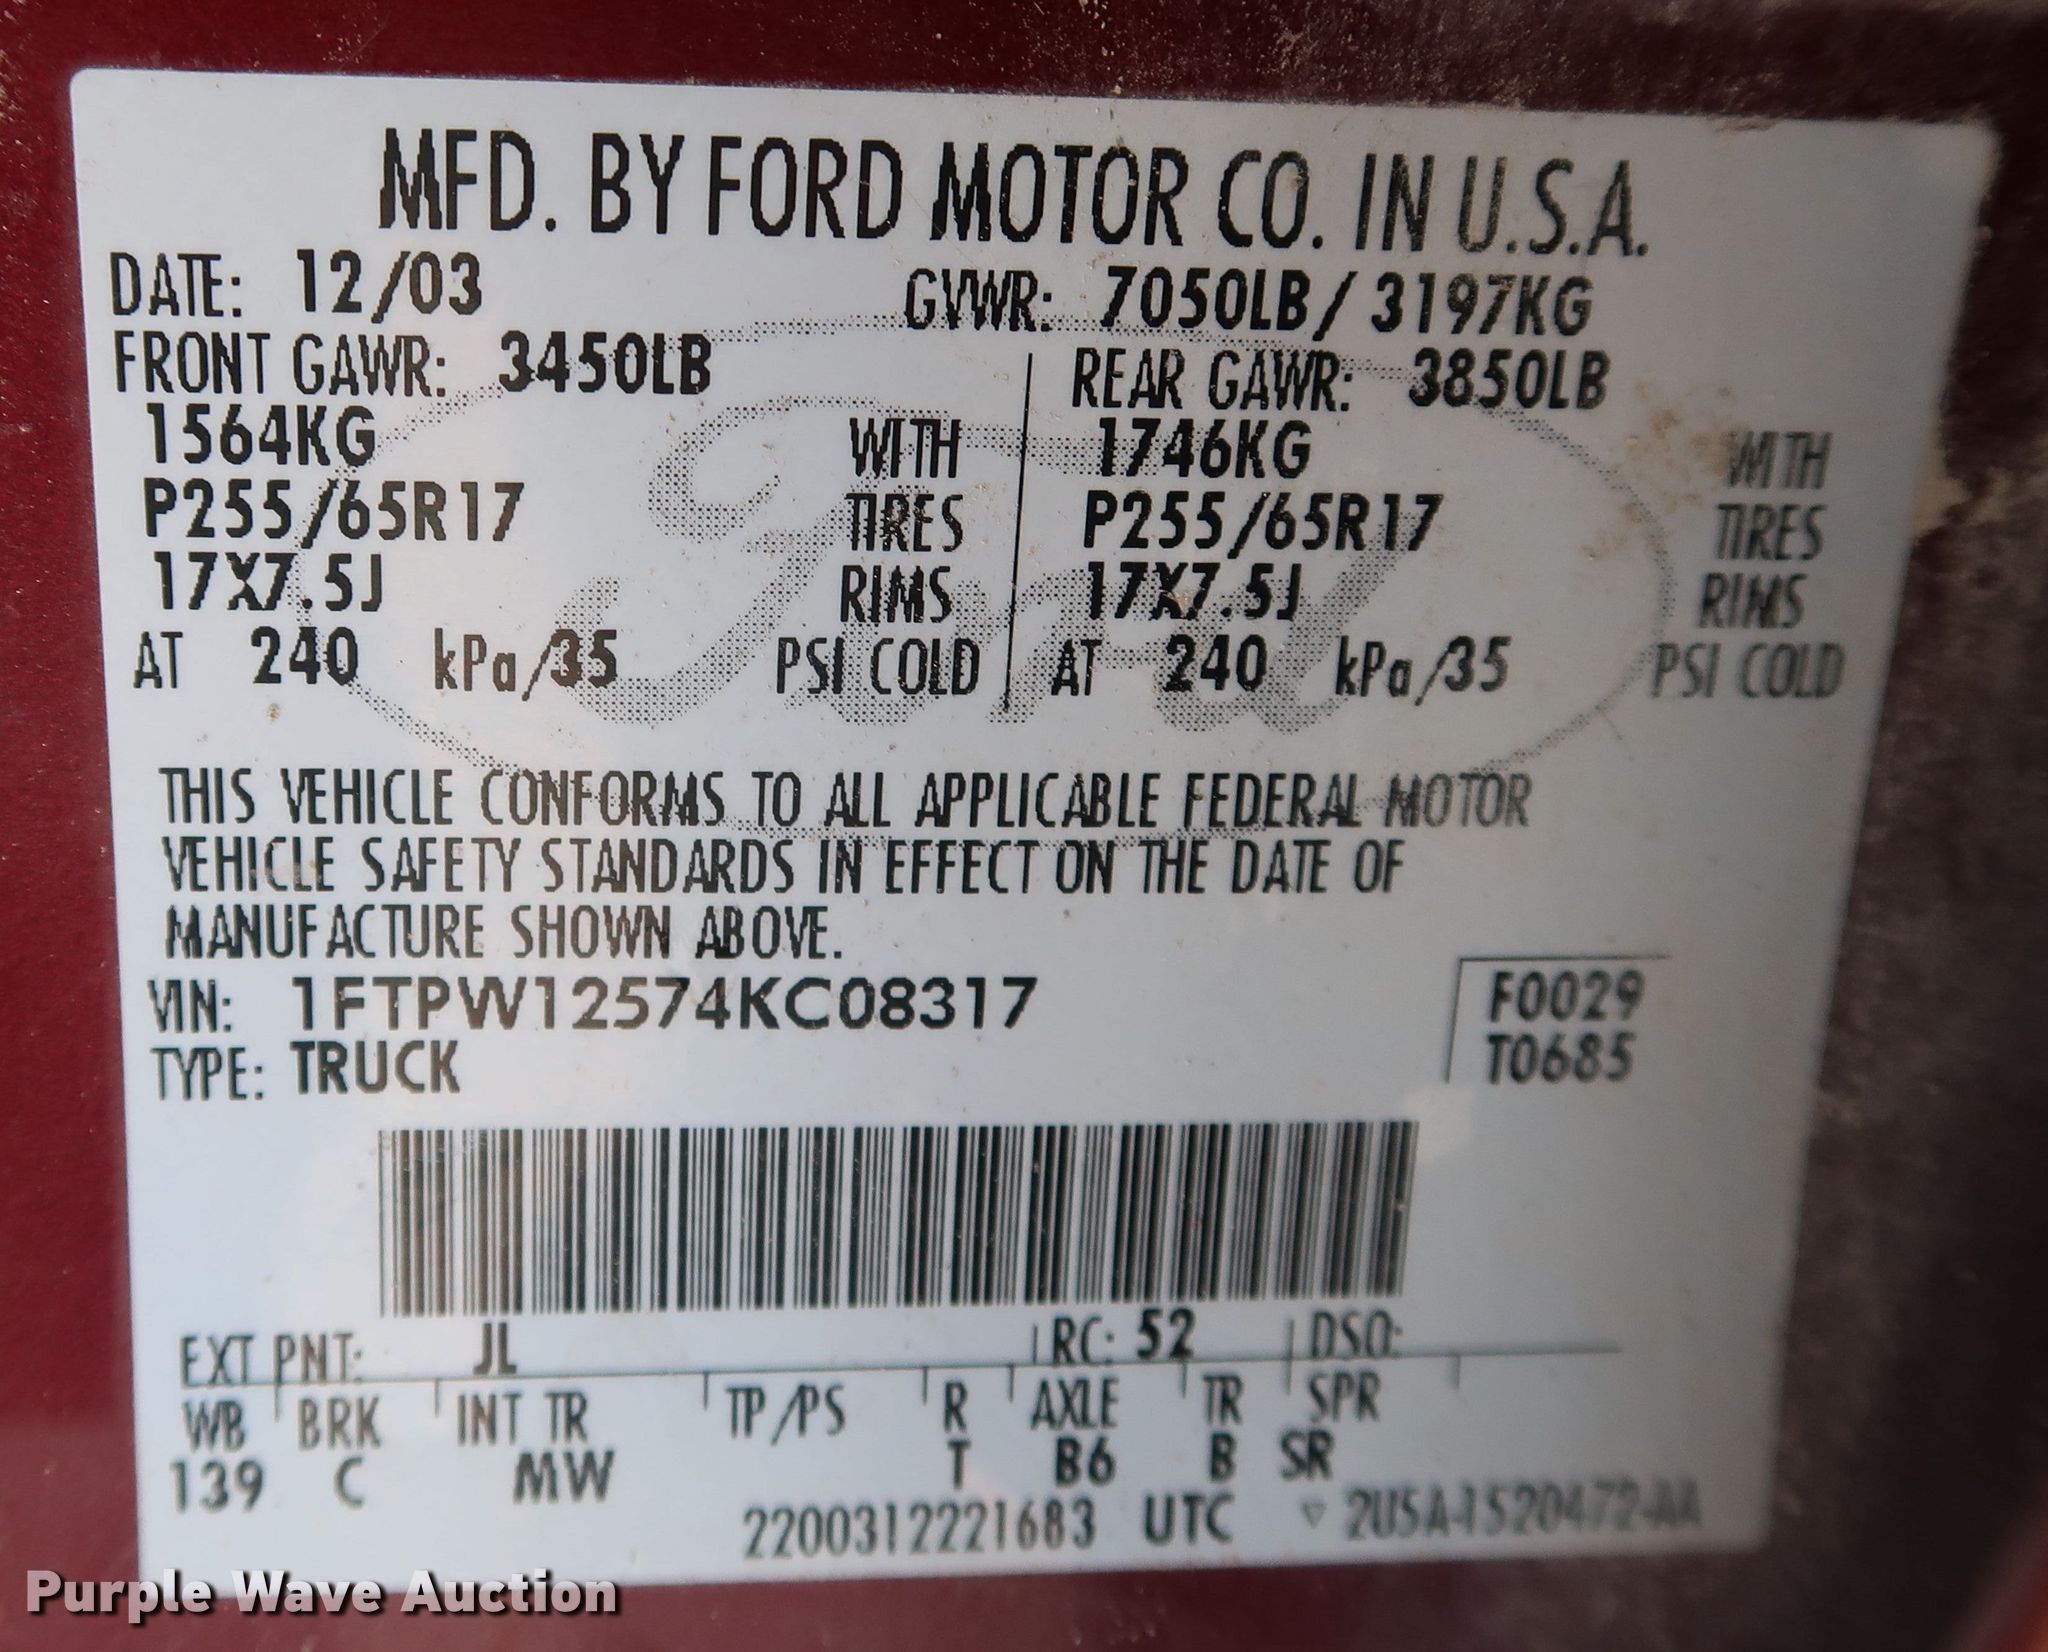 MFD. BY FORD MOTOR CO. IN U.S.A.
DATE: 12/03 GVWR: 7050LB/ 3197KG
FRONT GAWR: 3450LB REAR GAWR: 3850LB
1564KG WITH 1746KG WITH
P255/65R17 TIRES P255/65R17 TIRES
17X7.5J RIMS 17X7.5J RIMS
AT 240 kPa/35 PSI COLD AT 240 kPa/35 PSI COLD
Ford
THIS VEHICLE CONFORMS TO ALL APPLICABLE FEDERAL MOTOR
VEHICLE SAFETY STANDARDS IN EFFECT ON THE DATE OF
MANUFACTURE SHOWN ABOVE.
VIN: 1FTPW12574KC08317 F0029
TYPE: TRUCK T0685
EXT PNT: JL RC: 52 DSO:
WB BRK INT TR TP/PS R AXLE TR SPR
139 C MW T B6 B SR
2200312221683 UTC ▽ 2U5A-1520472-AA
Purple Wave Auction